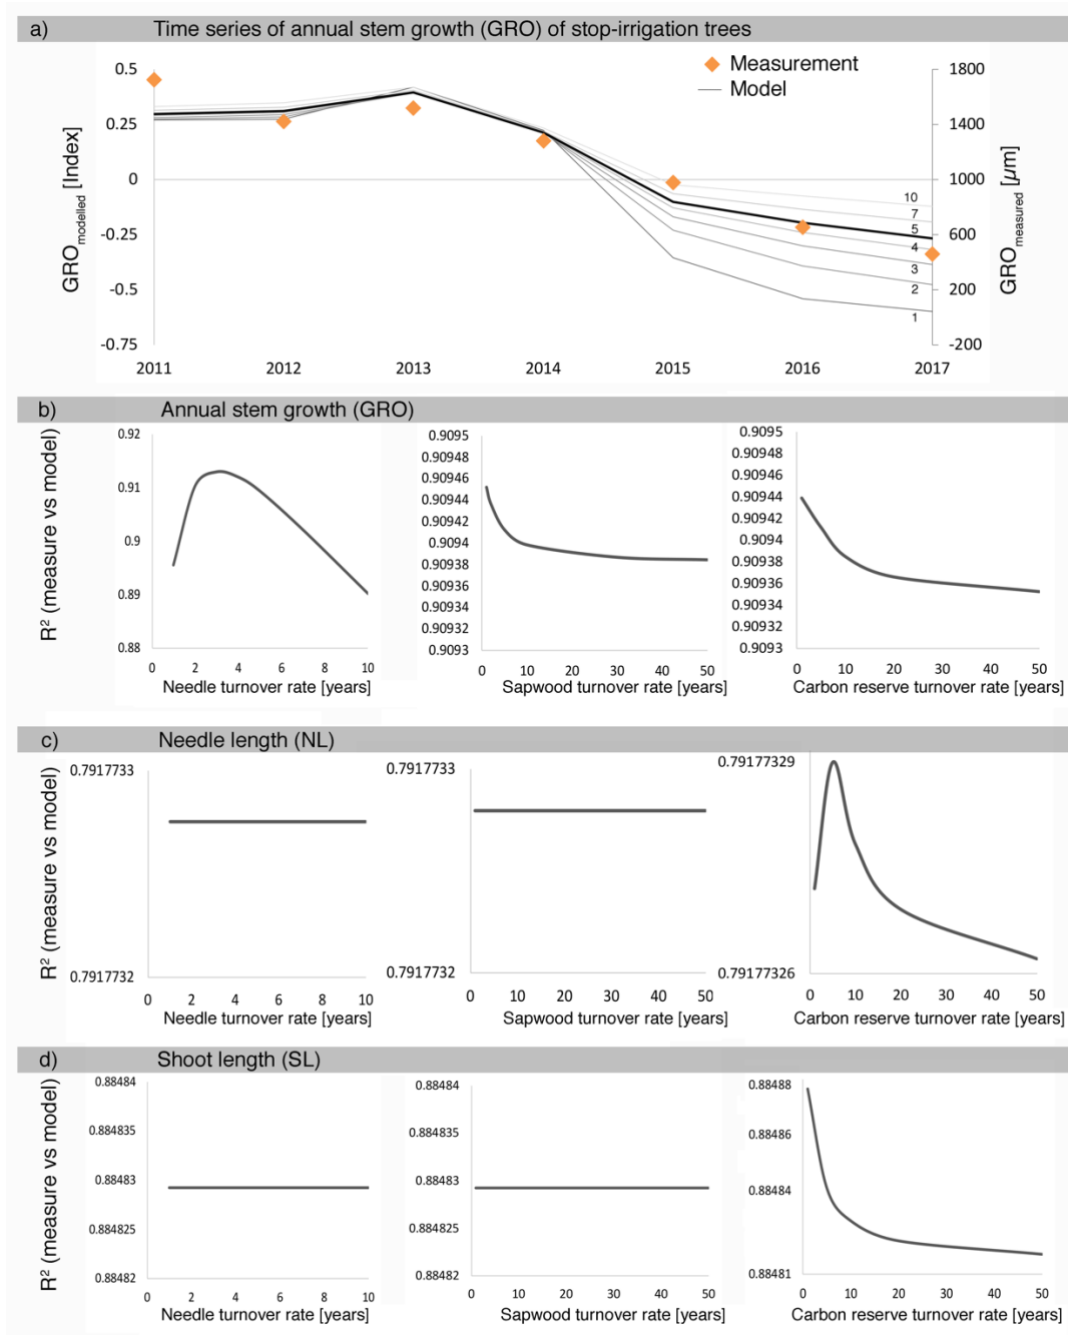 a) Time series of annual stem growth (GRO) of stop-irrigation trees
Measurement
Model
GROmodelled [Index]
0.5
0.25
0
-0.25
-0.5
-0.75
1800
1400
1000
600
200
-200
GROmeasured [µm]
10
7
5
4
3
2
1
2011 2012 2013 2014 2015 2016 2017
b) Annual stem growth (GRO)
R² (measure vs model)
0.92
0.91
0.9
0.89
0.88
0 2 4 6 8 10
Needle turnover rate [years]
0.9095
0.90948
0.90946
0.90944
0.90942
0.9094
0.90938
0.90936
0.90934
0.90932
0.9093
0 10 20 30 40 50
Sapwood turnover rate [years]
0.9095
0.90948
0.90946
0.90944
0.90942
0.9094
0.90938
0.90936
0.90934
0.90932
0.9093
0 10 20 30 40 50
Carbon reserve turnover rate [years]
c) Needle length (NL)
R² (measure vs model)
0.7917733
0.7917732
0 2 4 6 8 10
Needle turnover rate [years]
0.7917733
0.7917732
0 10 20 30 40 50
Sapwood turnover rate [years]
0.79177329
0.79177326
0 10 20 30 40 50
Carbon reserve turnover rate [years]
d) Shoot length (SL)
R² (measure vs model)
0.88484
0.884835
0.88483
0.884825
0.88482
0 2 4 6 8 10
Needle turnover rate [years]
0.88484
0.884835
0.88483
0.884825
0.88482
0 10 20 30 40 50
Sapwood turnover rate [years]
0.88488
0.88486
0.88484
0.88481
0 10 20 30 40 50
Carbon reserve turnover rate [years]